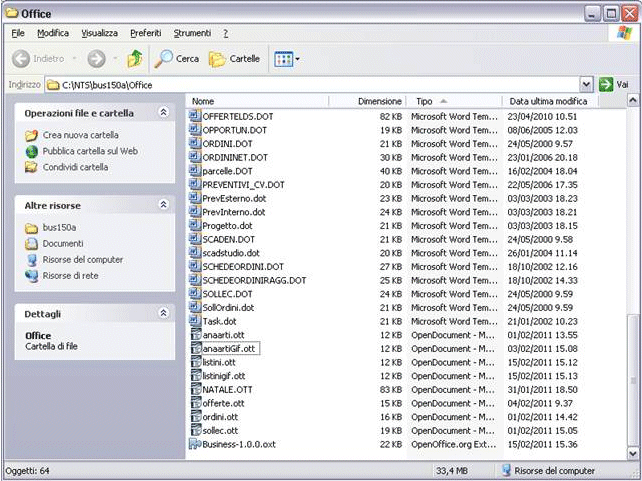 Office
File Modifica Visualizza Preferiti Strumenti ?
Indietro Cerca Cartelle
Indirizzo C:\NTS\bus150a\Office Vai
Operazioni file e cartella
Crea nuova cartella
Pubblica cartella sul Web
Condividi cartella
Altre risorse
bus150a
Documenti
Risorse del computer
Risorse di rete
Dettagli
Office
Cartella di file
Nome Dimensione Tipo Data ultima modifica
OFFERTELDS.DOT 82 KB Microsoft Word Tem... 23/04/2010 10.51
OPPORTUN.DOT 19 KB Microsoft Word Tem... 08/06/2005 12.03
ORDINI.DOT 21 KB Microsoft Word Tem... 24/05/2000 9.57
ORDININET.DOT 30 KB Microsoft Word Tem... 23/01/2006 20.18
parcelle.DOT 40 KB Microsoft Word Tem... 16/02/2004 18.04
PREVENTIVI_CV.DOT 20 KB Microsoft Word Tem... 22/05/2006 17.35
PrevEsterno.dot 23 KB Microsoft Word Tem... 03/03/2003 18.23
PrevInterno.dot 24 KB Microsoft Word Tem... 03/03/2003 18.21
Progetto.dot 21 KB Microsoft Word Tem... 03/03/2003 18.15
SCADEN.DOT 21 KB Microsoft Word Tem... 24/05/2000 9.58
scadstudio.dot 20 KB Microsoft Word Tem... 26/01/2004 11.14
SCHEDEORDINI.DOT 27 KB Microsoft Word Tem... 18/10/2002 12.16
SCHEDEORDINIRAGG.DOT 25 KB Microsoft Word Tem... 18/10/2002 14.33
SOLLEC.DOT 24 KB Microsoft Word Tem... 24/05/2000 9.59
SollOrdini.dot 21 KB Microsoft Word Tem... 24/05/2000 9.59
Task.dot 21 KB Microsoft Word Tem... 21/01/2002 10.23
anaarti.ott 12 KB OpenDocument - M... 01/02/2011 13.55
anaartiGif.ott 12 KB OpenDocument - M... 03/02/2011 15.08
listini.ott 12 KB OpenDocument - M... 15/02/2011 15.12
listinigif.ott 12 KB OpenDocument - M... 15/02/2011 15.13
NATALE.OTT 83 KB OpenDocument - M... 31/01/2011 18.50
offerte.ott 15 KB OpenDocument - M... 04/02/2011 9.37
ordini.ott 16 KB OpenDocument - M... 01/02/2011 14.42
sollec.ott 19 KB OpenDocument - M... 01/02/2011 15.05
Business-1.0.0.oxt 22 KB OpenOffice.org Ext... 15/02/2011 15.36
Oggetti: 64 33,4 MB Risorse del computer